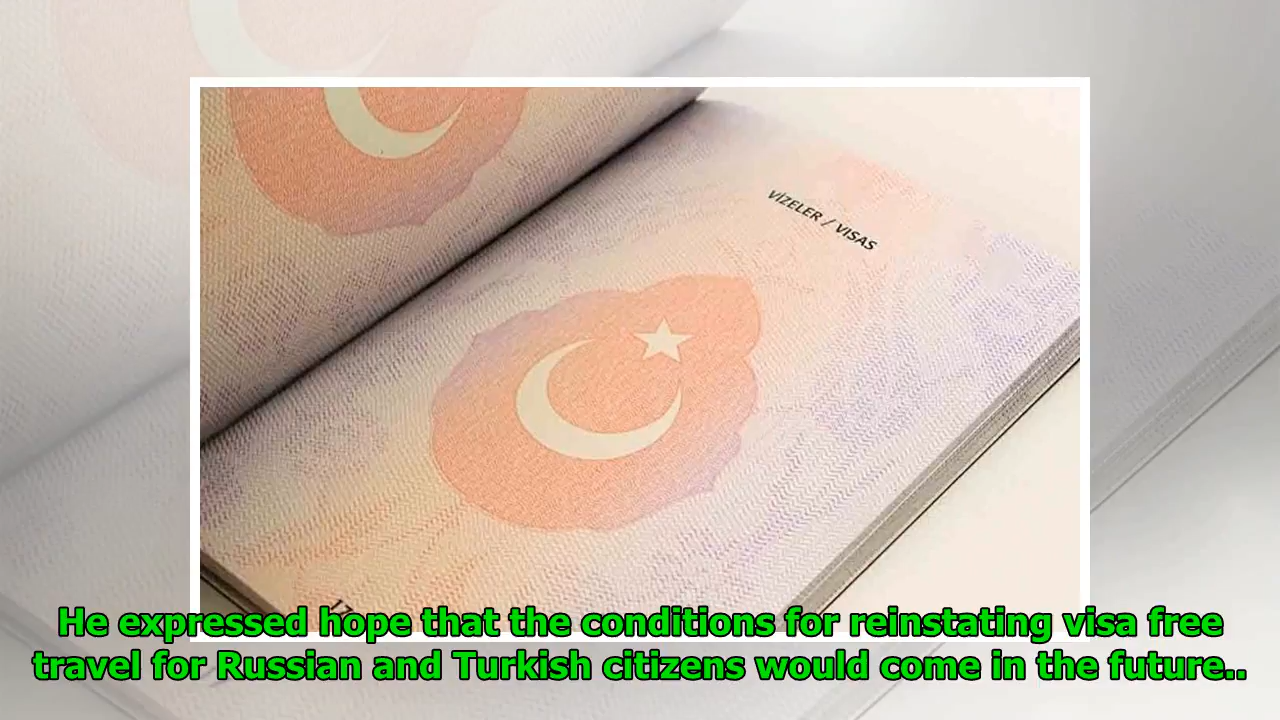 VİZELER / VISAS
17
He expressed hope that the conditions for reinstating visa free
travel for Russian and Turkish citizens would come in the future..